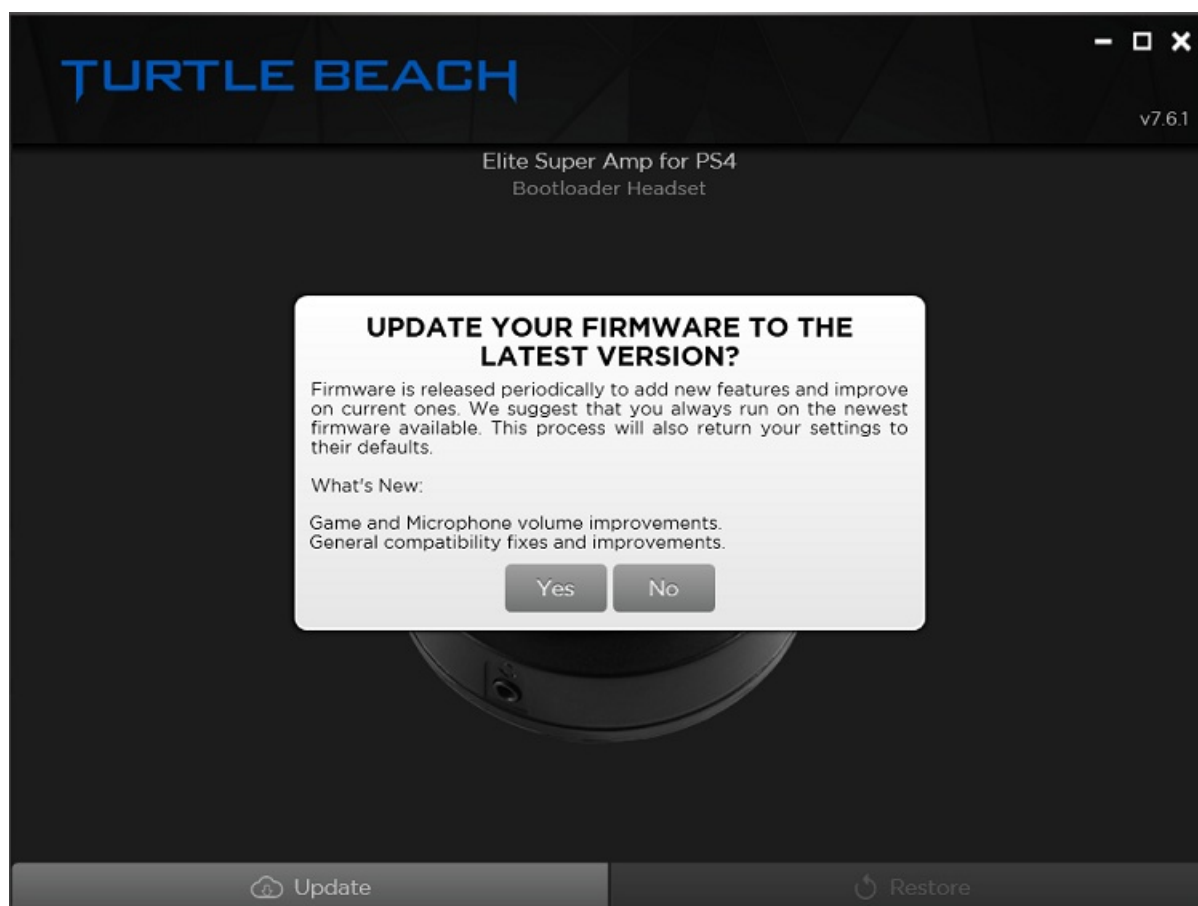 TURTLE BEACH
v7.6.1
Elite Super Amp for PS4
Bootloader Headset
UPDATE YOUR FIRMWARE TO THE
LATEST VERSION?
Firmware is released periodically to add new features and improve
on current ones. We suggest that you always run on the newest
firmware available. This process will also return your settings to
their defaults.
What's New:
Game and Microphone volume improvements.
General compatibility fixes and improvements.
Yes No
Update Restore